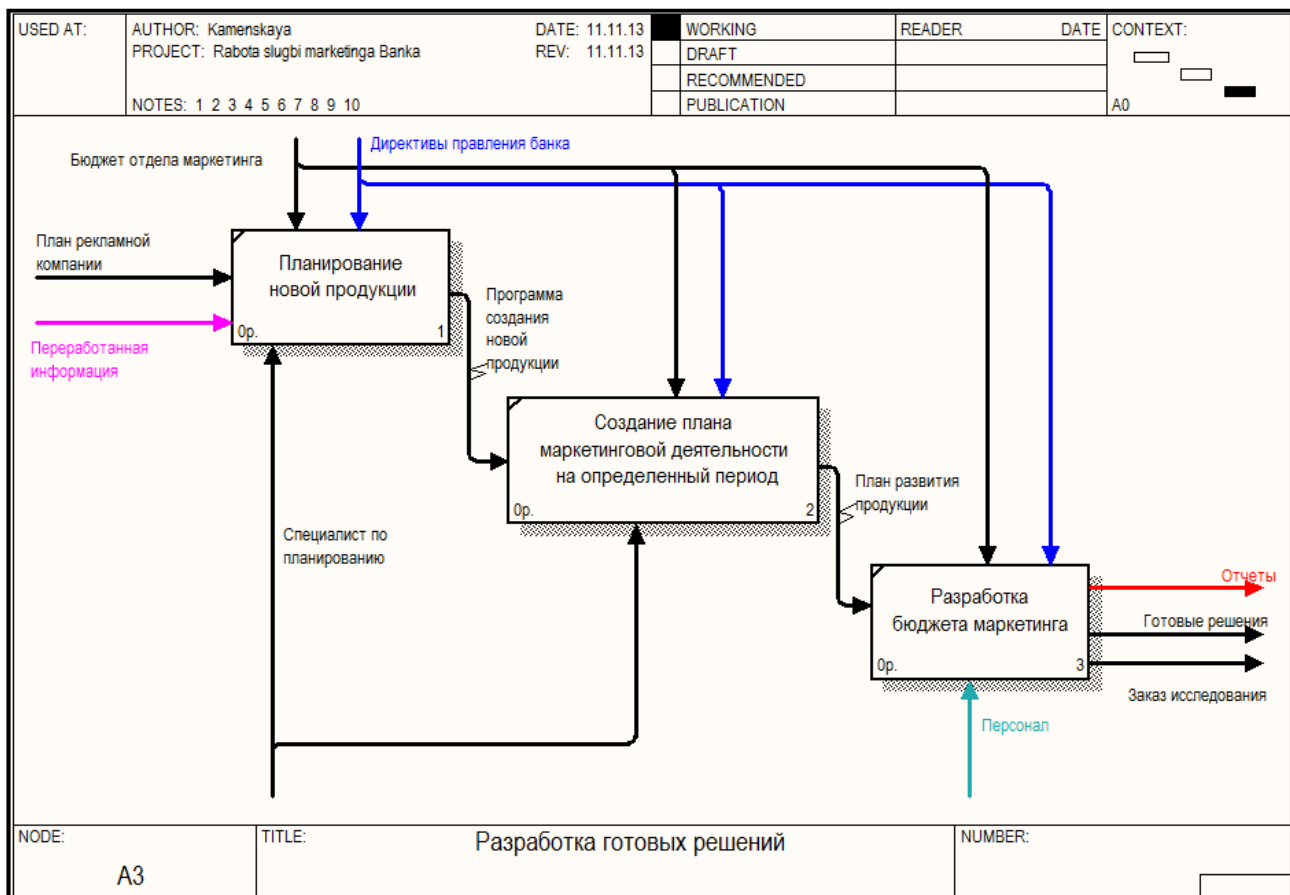 USED AT:
AUTHOR: Kamenskaya
DATE: 11.11.13
PROJECT: Rabota slugbi marketinga Banka
REV: 11.11.13
NOTES: 1 2 3 4 5 6 7 8 9 10
WORKING
DRAFT
RECOMMENDED
PUBLICATION
READER
DATE
CONTEXT:
A0
Бюджет отдела маркетинга
Директивы правления банка
План рекламной
компании
Переработанная
информация
Планирование
новой продукции
0р.
1
Программа
создания
новой
продукции
Создание плана
маркетинговой деятельности
на определенный период
0р.
2
План развития
продукции
Специалист по
планированию
Разработка
бюджета маркетинга
0р.
3
Отчеты
Готовые решения
Заказ исследования
Персонал
NODE:
A3
TITLE:
Разработка готовых решений
NUMBER: